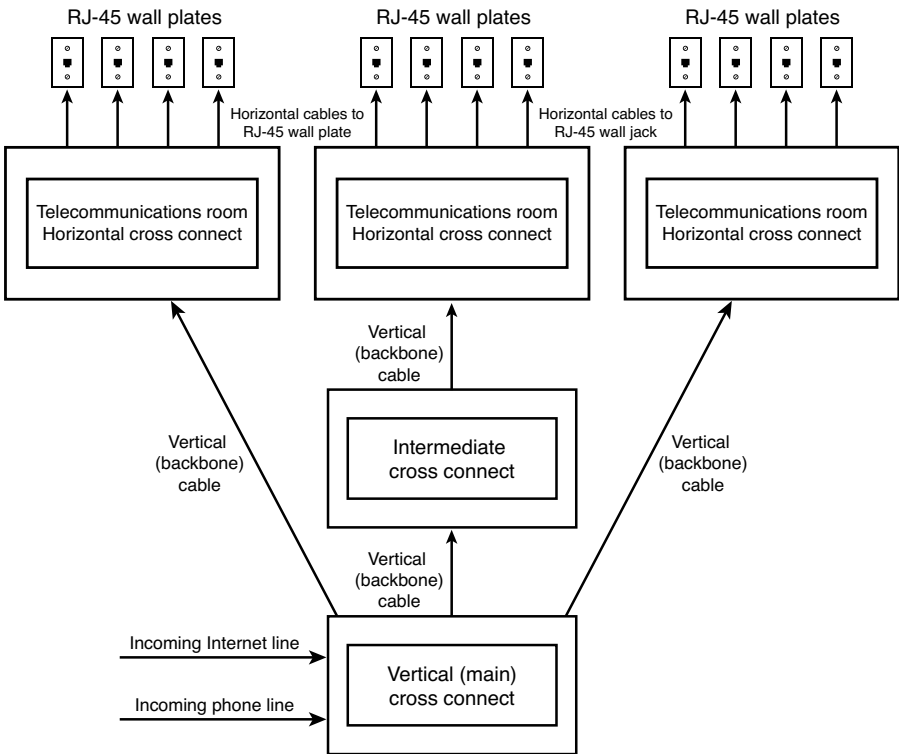 RJ-45 wall plates
RJ-45 wall plates
RJ-45 wall plates
Horizontal cables to
RJ-45 wall plate
Horizontal cables to
RJ-45 wall jack
Telecommunications room
Horizontal cross connect
Telecommunications room
Horizontal cross connect
Telecommunications room
Horizontal cross connect
Vertical
(backbone)
cable
Vertical
(backbone)
cable
Intermediate
cross connect
Vertical
(backbone)
cable
Vertical
(backbone)
cable
Incoming Internet line
Incoming phone line
Vertical (main)
cross connect